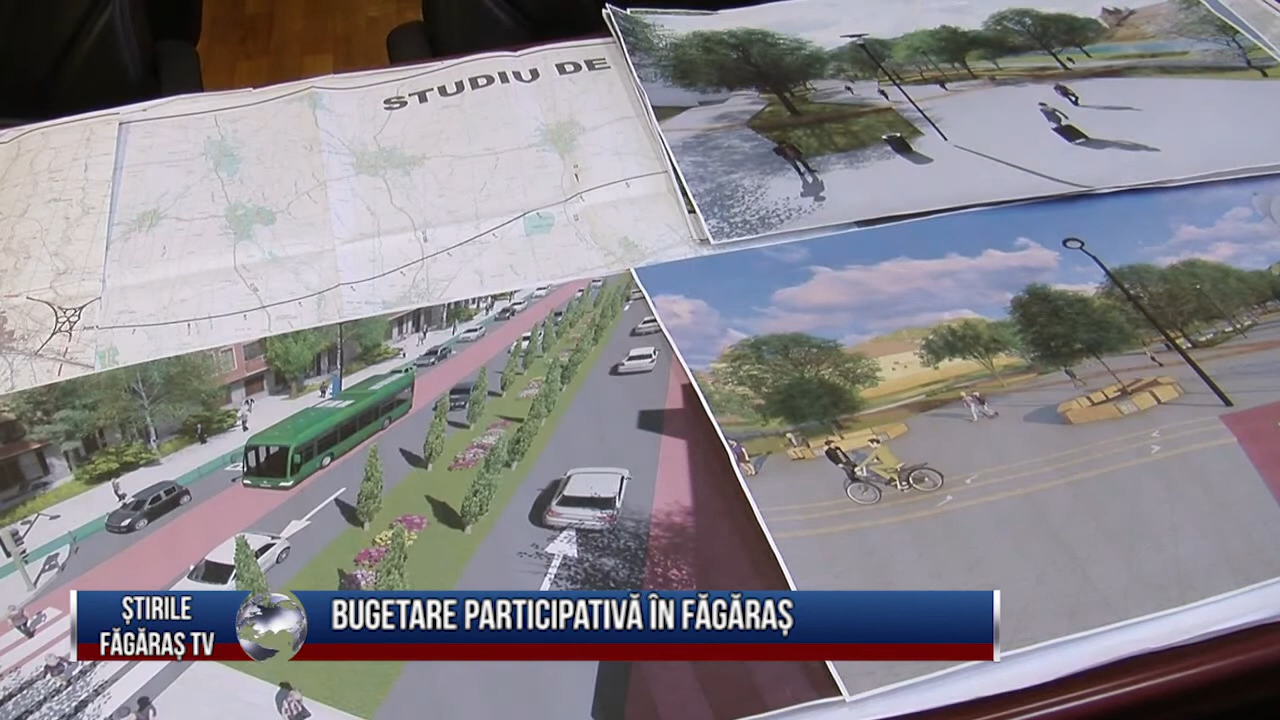 STUDIU DE
ȘTIRILE
FĂGĂRAȘ TV
BUGETARE PARTICIPATIVĂ ÎN FĂGĂRAȘ